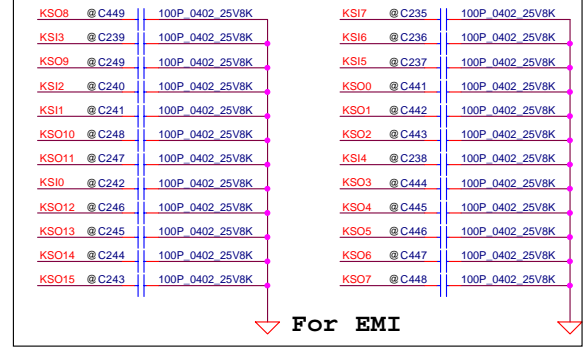 KSO8 @C449 100P_0402_25V8K KSI7 @C235 100P_0402_25V8K
KSI3 @C239 100P_0402_25V8K KSI6 @C236 100P_0402_25V8K
KSO9 @C249 100P_0402_25V8K KSI5 @C237 100P_0402_25V8K
KSI2 @C240 100P_0402_25V8K KSO0 @C441 100P_0402_25V8K
KSI1 @C241 100P_0402_25V8K KSO1 @C442 100P_0402_25V8K
KSO10 @C248 100P_0402_25V8K KSO2 @C443 100P_0402_25V8K
KSO11 @C247 100P_0402_25V8K KSI4 @C238 100P_0402_25V8K
KSI0 @C242 100P_0402_25V8K KSO3 @C444 100P_0402_25V8K
KSO12 @C246 100P_0402_25V8K KSO4 @C445 100P_0402_25V8K
KSO13 @C245 100P_0402_25V8K KSO5 @C446 100P_0402_25V8K
KSO14 @C244 100P_0402_25V8K KSO6 @C447 100P_0402_25V8K
KSO15 @C243 100P_0402_25V8K KSO7 @C448 100P_0402_25V8K
For EMI